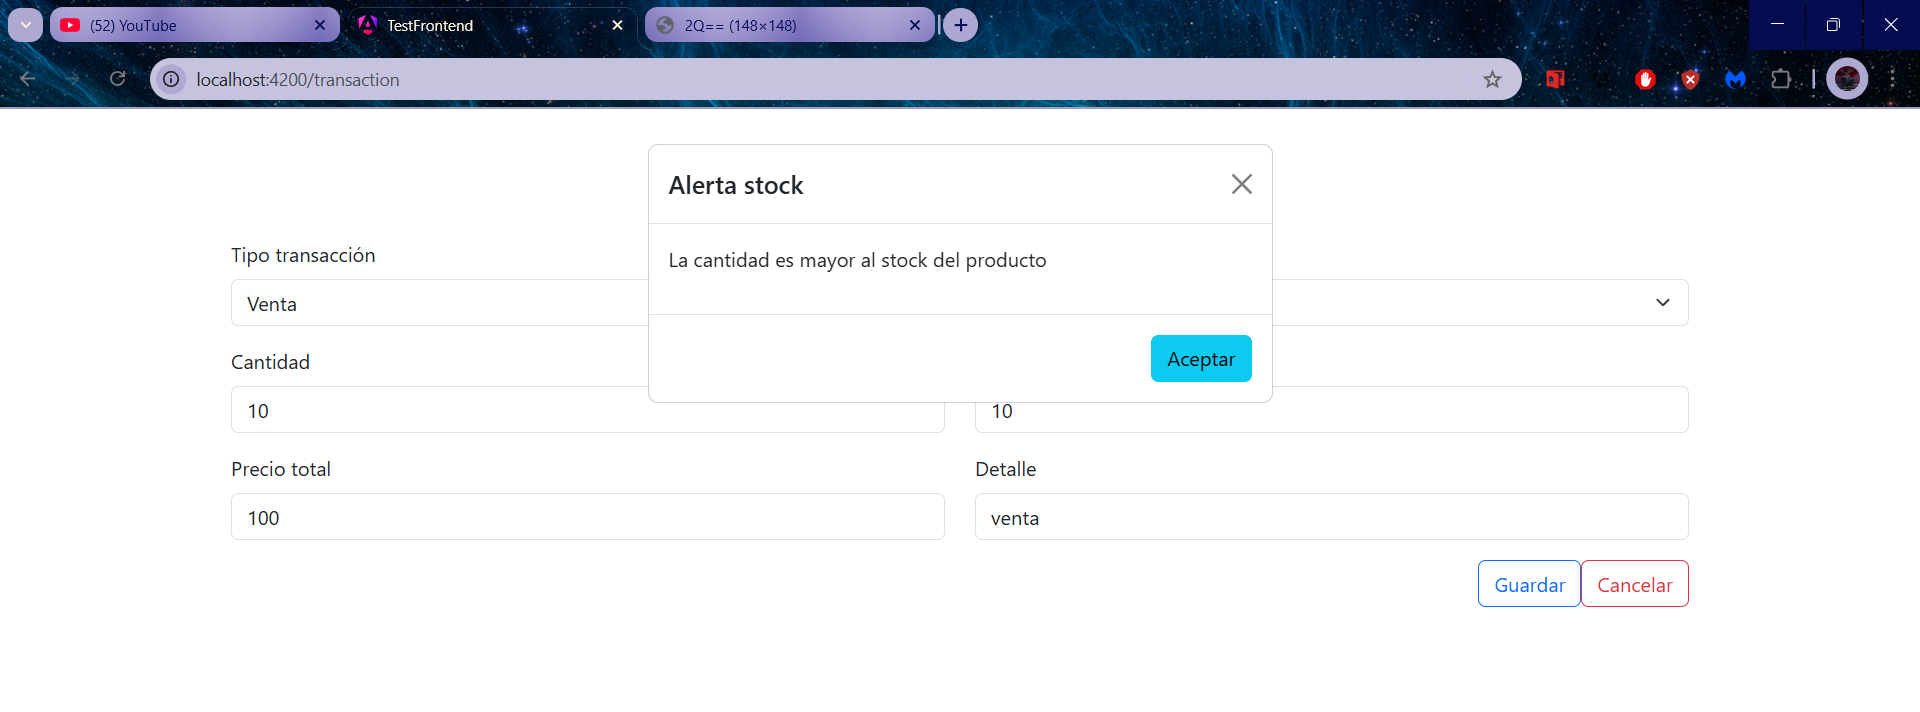 (52) YouTube
TestFrontend
2Q== (148×148)
localhost:4200/transaction
Alerta stock
La cantidad es mayor al stock del producto
Aceptar
Tipo transacción
Venta
Cantidad
10
10
Precio total
Detalle
100
venta
Guardar
Cancelar